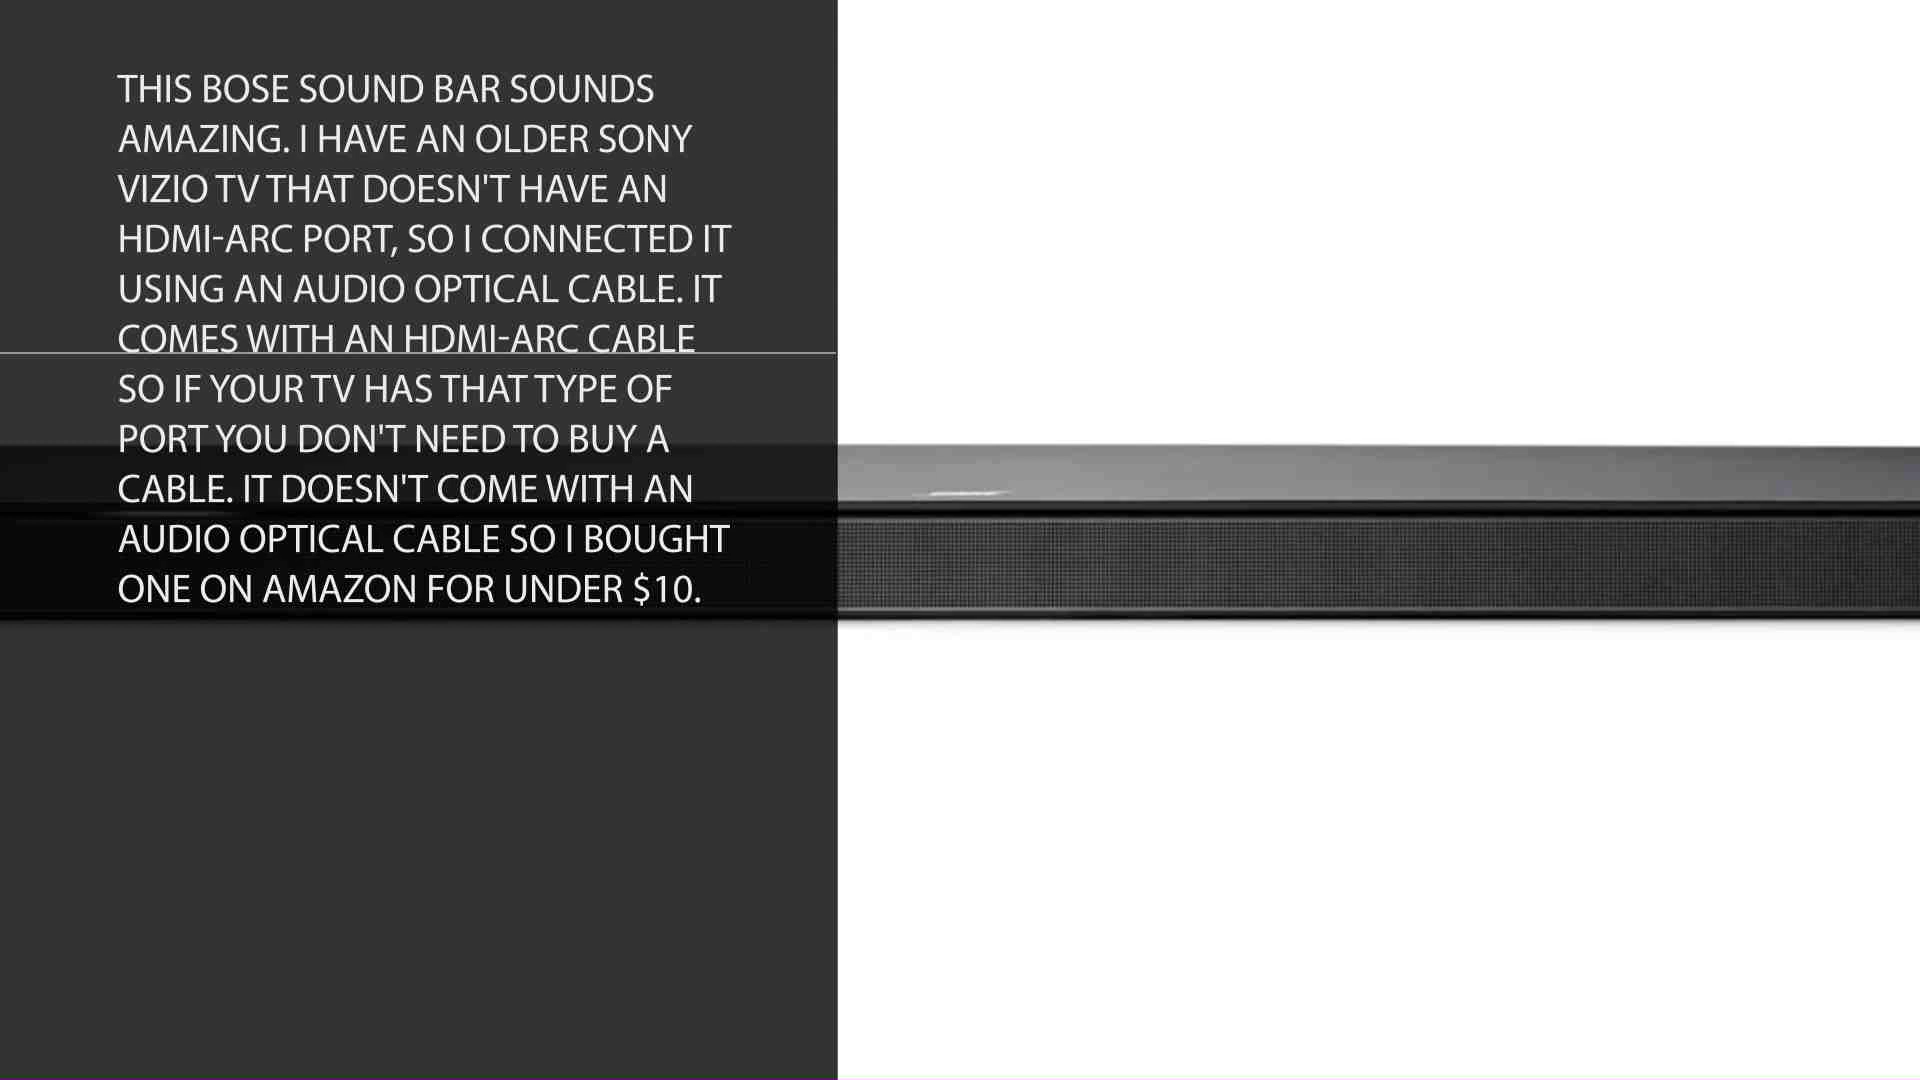 THIS BOSE SOUND BAR SOUNDS
AMAZING. I HAVE AN OLDER SONY
VIZIO TV THAT DOESN'T HAVE AN
HDMI-ARC PORT, SO I CONNECTED IT
USING AN AUDIO OPTICAL CABLE. IT
COMES WITH AN HDMI-ARC CABLE
SO IF YOUR TV HAS THAT TYPE OF
PORT YOU DON'T NEED TO BUY A
CABLE. IT DOESN'T COME WITH AN
AUDIO OPTICAL CABLE SO I BOUGHT
ONE ON AMAZON FOR UNDER $10.